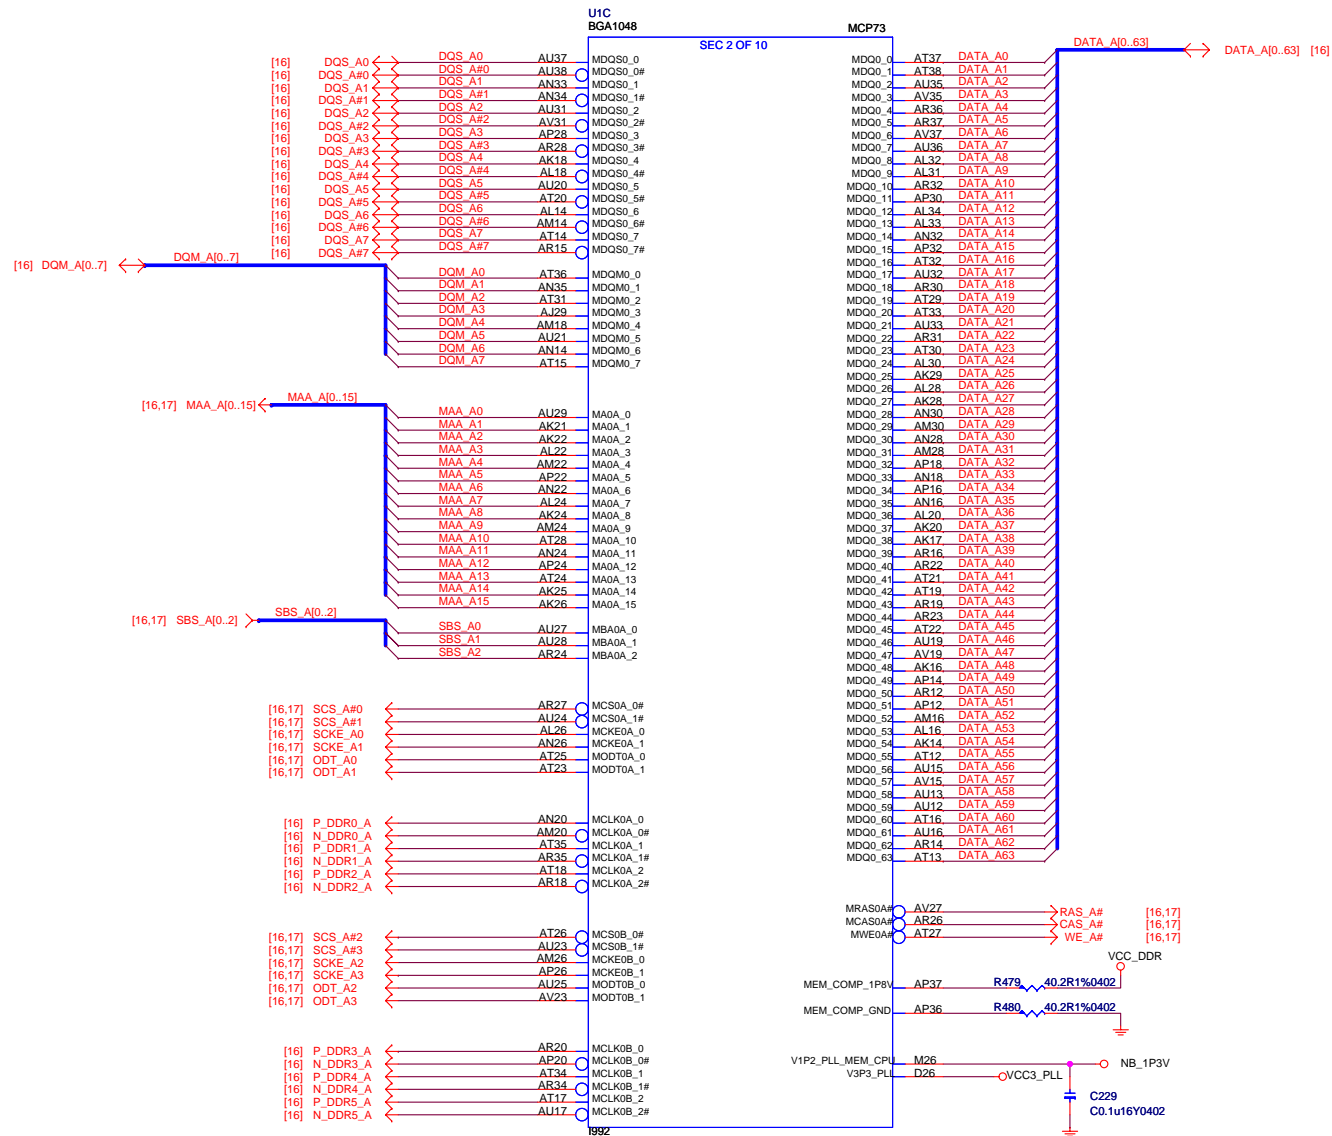 U1C
BGA1048 MCP73
SEC 2 OF 10
DATA_A[0..63] DATA_A[0..63] [16]
[16] DQS_A0 DQS_A0 AU37 MDQS0_0
[16] DQS_A#0 DQS_A#0 AU38 MDQS0_0#
[16] DQS_A1 DQS_A1 AN33 MDQS0_1
[16] DQS_A#1 DQS_A#1 AN34 MDQS0_1#
[16] DQS_A2 DQS_A2 AU31 MDQS0_2
[16] DQS_A#2 DQS_A#2 AV31 MDQS0_2#
[16] DQS_A3 DQS_A3 AP28 MDQS0_3
[16] DQS_A#3 DQS_A#3 AR28 MDQS0_3#
[16] DQS_A4 DQS_A4 AK18 MDQS0_4
[16] DQS_A#4 DQS_A#4 AL18 MDQS0_4#
[16] DQS_A5 DQS_A5 AU20 MDQS0_5
[16] DQS_A#5 DQS_A#5 AT20 MDQS0_5#
[16] DQS_A6 DQS_A6 AL14 MDQS0_6
[16] DQS_A#6 DQS_A#6 AM14 MDQS0_6#
[16] DQS_A7 DQS_A7 AT14 MDQS0_7
[16] DQS_A#7 DQS_A#7 AR15 MDQS0_7#
[16] DQM_A[0..7] DQM_A[0..7]
DQM_A0 AT36 MDQM0_0
DQM_A1 AN35 MDQM0_1
DQM_A2 AT31 MDQM0_2
DQM_A3 AJ29 MDQM0_3
DQM_A4 AM18 MDQM0_4
DQM_A5 AU21 MDQM0_5
DQM_A6 AN14 MDQM0_6
DQM_A7 AT15 MDQM0_7
[16,17] MAA_A[0..15] MAA_A[0..15]
MAA_A0 AU29 MA0A_0
MAA_A1 AK21 MA0A_1
MAA_A2 AK22 MA0A_2
MAA_A3 AL22 MA0A_3
MAA_A4 AM22 MA0A_4
MAA_A5 AP22 MA0A_5
MAA_A6 AN22 MA0A_6
MAA_A7 AL24 MA0A_7
MAA_A8 AK24 MA0A_8
MAA_A9 AM24 MA0A_9
MAA_A10 AT28 MA0A_10
MAA_A11 AN24 MA0A_11
MAA_A12 AP24 MA0A_12
MAA_A13 AT24 MA0A_13
MAA_A14 AK25 MA0A_14
MAA_A15 AK26 MA0A_15
[16,17] SBS_A[0..2] SBS_A[0..2]
SBS_A0 AU27 MBA0A_0
SBS_A1 AU28 MBA0A_1
SBS_A2 AR24 MBA0A_2
[16,17] SCS_A#0 AR27 MCS0A_0#
[16,17] SCS_A#1 AU24 MCS0A_1#
[16,17] SCKE_A0 AL26 MCKE0A_0
[16,17] SCKE_A1 AN26 MCKE0A_1
[16,17] ODT_A0 AT25 MODT0A_0
[16,17] ODT_A1 AT23 MODT0A_1
[16] P_DDR0_A AN20 MCLK0A_0
[16] N_DDR0_A AM20 MCLK0A_0#
[16] P_DDR1_A AT35 MCLK0A_1
[16] N_DDR1_A AR35 MCLK0A_1#
[16] P_DDR2_A AT18 MCLK0A_2
[16] N_DDR2_A AR18 MCLK0A_2#
[16,17] SCS_A#2 AT26 MCS0B_0#
[16,17] SCS_A#3 AU23 MCS0B_1#
[16,17] SCKE_A2 AM26 MCKE0B_0
[16,17] SCKE_A3 AP26 MCKE0B_1
[16,17] ODT_A2 AU25 MODT0B_0
[16,17] ODT_A3 AV23 MODT0B_1
[16] P_DDR3_A AR20 MCLK0B_0
[16] N_DDR3_A AP20 MCLK0B_0#
[16] P_DDR4_A AT34 MCLK0B_1
[16] N_DDR4_A AR34 MCLK0B_1#
[16] P_DDR5_A AT17 MCLK0B_2
[16] N_DDR5_A AU17 MCLK0B_2#
MDQ0_0 AT37 DATA_A0
MDQ0_1 AT38 DATA_A1
MDQ0_2 AU35 DATA_A2
MDQ0_3 AV35 DATA_A3
MDQ0_4 AR36 DATA_A4
MDQ0_5 AR37 DATA_A5
MDQ0_6 AV37 DATA_A6
MDQ0_7 AU36 DATA_A7
MDQ0_8 AL32 DATA_A8
MDQ0_9 AL31 DATA_A9
MDQ0_10 AR32 DATA_A10
MDQ0_11 AP30 DATA_A11
MDQ0_12 AL34 DATA_A12
MDQ0_13 AL33 DATA_A13
MDQ0_14 AN32 DATA_A14
MDQ0_15 AP32 DATA_A15
MDQ0_16 AT32 DATA_A16
MDQ0_17 AU32 DATA_A17
MDQ0_18 AR30 DATA_A18
MDQ0_19 AT29 DATA_A19
MDQ0_20 AT33 DATA_A20
MDQ0_21 AU33 DATA_A21
MDQ0_22 AR31 DATA_A22
MDQ0_23 AT30 DATA_A23
MDQ0_24 AL30 DATA_A24
MDQ0_25 AK29 DATA_A25
MDQ0_26 AL28 DATA_A26
MDQ0_27 AK28 DATA_A27
MDQ0_28 AN30 DATA_A28
MDQ0_29 AM30 DATA_A29
MDQ0_30 AN28 DATA_A30
MDQ0_31 AM28 DATA_A31
MDQ0_32 AP18 DATA_A32
MDQ0_33 AN18 DATA_A33
MDQ0_34 AP16 DATA_A34
MDQ0_35 AN16 DATA_A35
MDQ0_36 AL20 DATA_A36
MDQ0_37 AK20 DATA_A37
MDQ0_38 AK17 DATA_A38
MDQ0_39 AR16 DATA_A39
MDQ0_40 AR22 DATA_A40
MDQ0_41 AT21 DATA_A41
MDQ0_42 AT19 DATA_A42
MDQ0_43 AR19 DATA_A43
MDQ0_44 AR23 DATA_A44
MDQ0_45 AT22 DATA_A45
MDQ0_46 AU19 DATA_A46
MDQ0_47 AV19 DATA_A47
MDQ0_48 AK16 DATA_A48
MDQ0_49 AP14 DATA_A49
MDQ0_50 AR12 DATA_A50
MDQ0_51 AP12 DATA_A51
MDQ0_52 AM16 DATA_A52
MDQ0_53 AL16 DATA_A53
MDQ0_54 AK14 DATA_A54
MDQ0_55 AT12 DATA_A55
MDQ0_56 AU15 DATA_A56
MDQ0_57 AV15 DATA_A57
MDQ0_58 AU13 DATA_A58
MDQ0_59 AU12 DATA_A59
MDQ0_60 AT16 DATA_A60
MDQ0_61 AU16 DATA_A61
MDQ0_62 AR14 DATA_A62
MDQ0_63 AT13 DATA_A63
MRAS0A# AV27 RAS_A# [16,17]
MCAS0A# AR26 CAS_A# [16,17]
MWE0A# AT27 WE_A# [16,17]
VCC_DDR
MEM_COMP_1P8V AP37 R479 40.2R1%0402
MEM_COMP_GND AP36 R480 40.2R1%0402
V1P2_PLL_MEM_CPU M26 NB_1P3V
V3P3_PLL D26 VCC3_PLL
C229
C0.1u16Y0402
I992